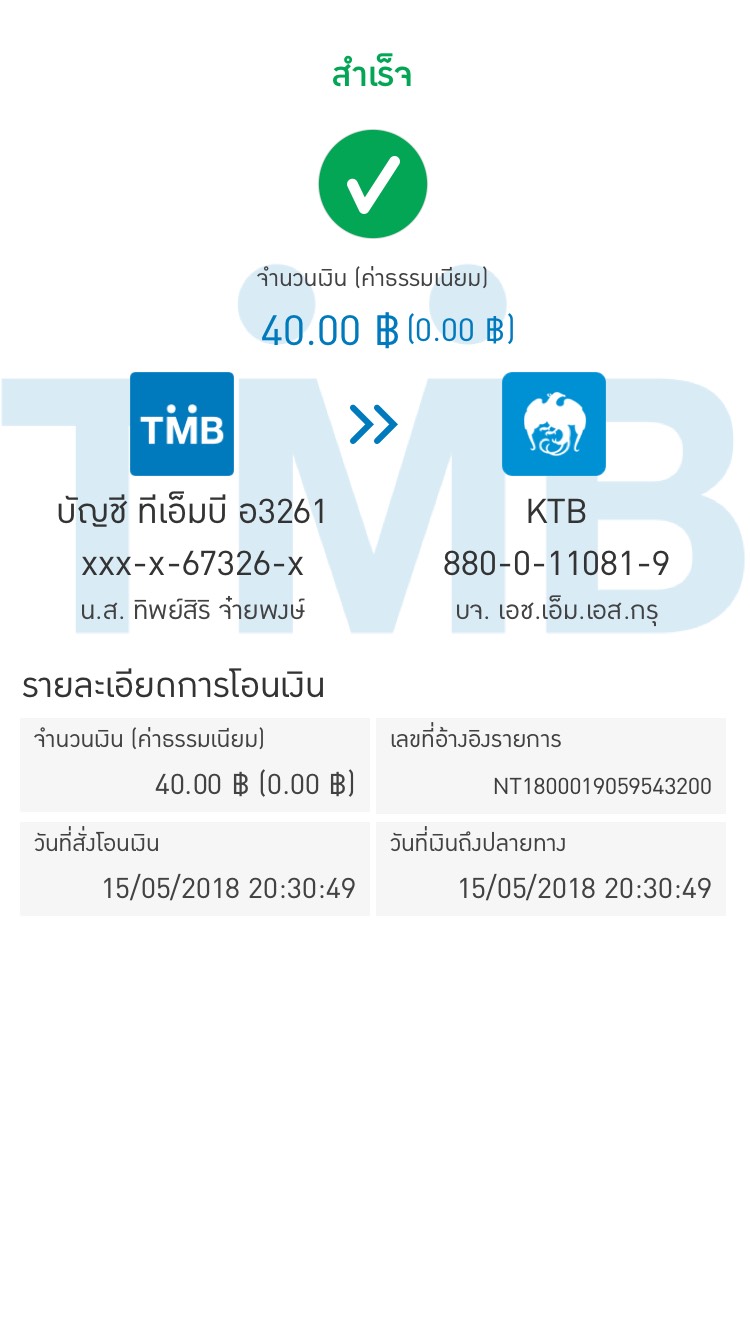 สำเร็จ
จำนวนเงิน (ค่าธรรมเนียม)
40.00 ฿ (0.00 ฿)
TMB
TMB
บัญชี ทีเอ็มบี อ3261
KTB
xxx-x-67326-x
880-0-11081-9
น.ส. ทิพย์สิริ จ๋ายพงษ์
บจ. เอช.เอ็ม.เอส.กรุ
รายละเอียดการโอนเงิน
จำนวนเงิน (ค่าธรรมเนียม)
เลขที่อ้างอิงรายการ
40.00 ฿ (0.00 ฿)
NT1800019059543200
วันที่สั่งโอนเงิน
วันที่เงินถึงปลายทาง
15/05/2018 20:30:49
15/05/2018 20:30:49